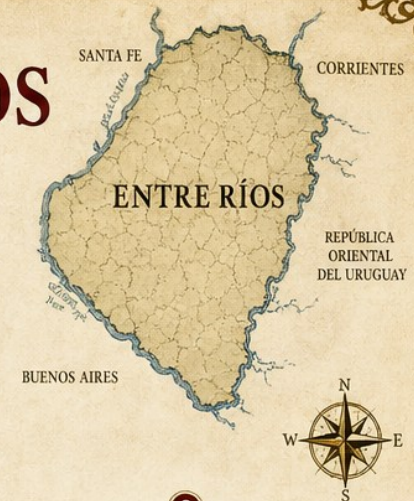 OS
SANTA FE
CORRIENTES
ENTRE RÍOS
REPÚBLICA
ORIENTAL
DEL URUGUAY
BUENOS AIRES
N
W
E
S